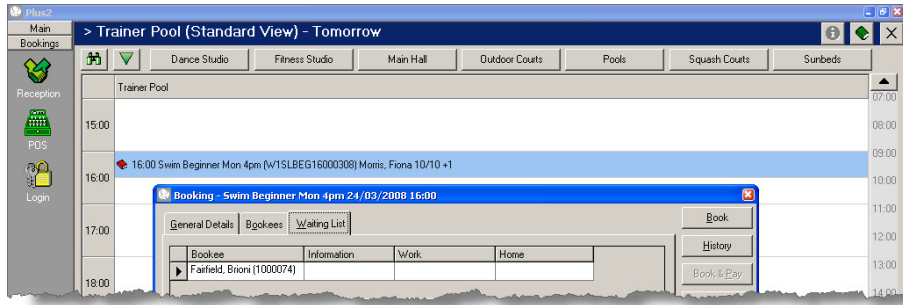 Plus2
Main
Bookings
> Trainer Pool (Standard View) - Tomorrow
Dance Studio Fitness Studio Main Hall Outdoor Courts Pools Squash Courts Sunbeds
Reception
POS
Login
Trainer Pool
07:00
15:00
08:00
16:00 Swim Beginner Mon 4pm (W1SLBEG16000308) Morris, Fiona 10/10 +1
09:00
16:00
10:00
Booking - Swim Beginner Mon 4pm 24/03/2008 16:00
11:00
General Details Bookees Waiting List
Book
17:00
12:00
History
Bookee Information Work Home
Fairfield, Brioni (1000074)
13:00
Book & Pay
18:00
14:00